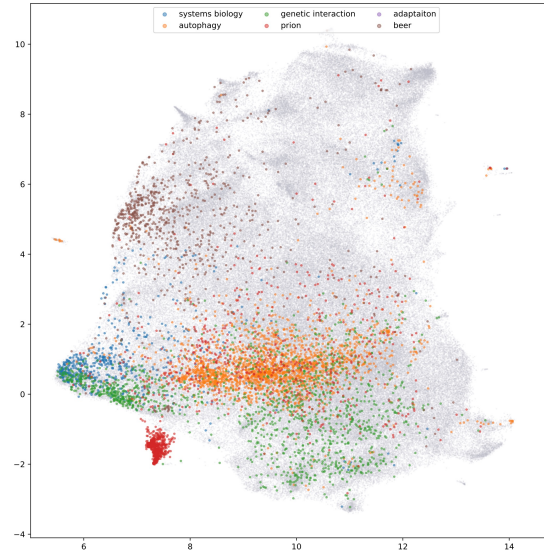 systems biology genetic interaction adaptaiton
autophagy prion beer
10
8
6
4
2
0
−2
−4
6 8 10 12 14